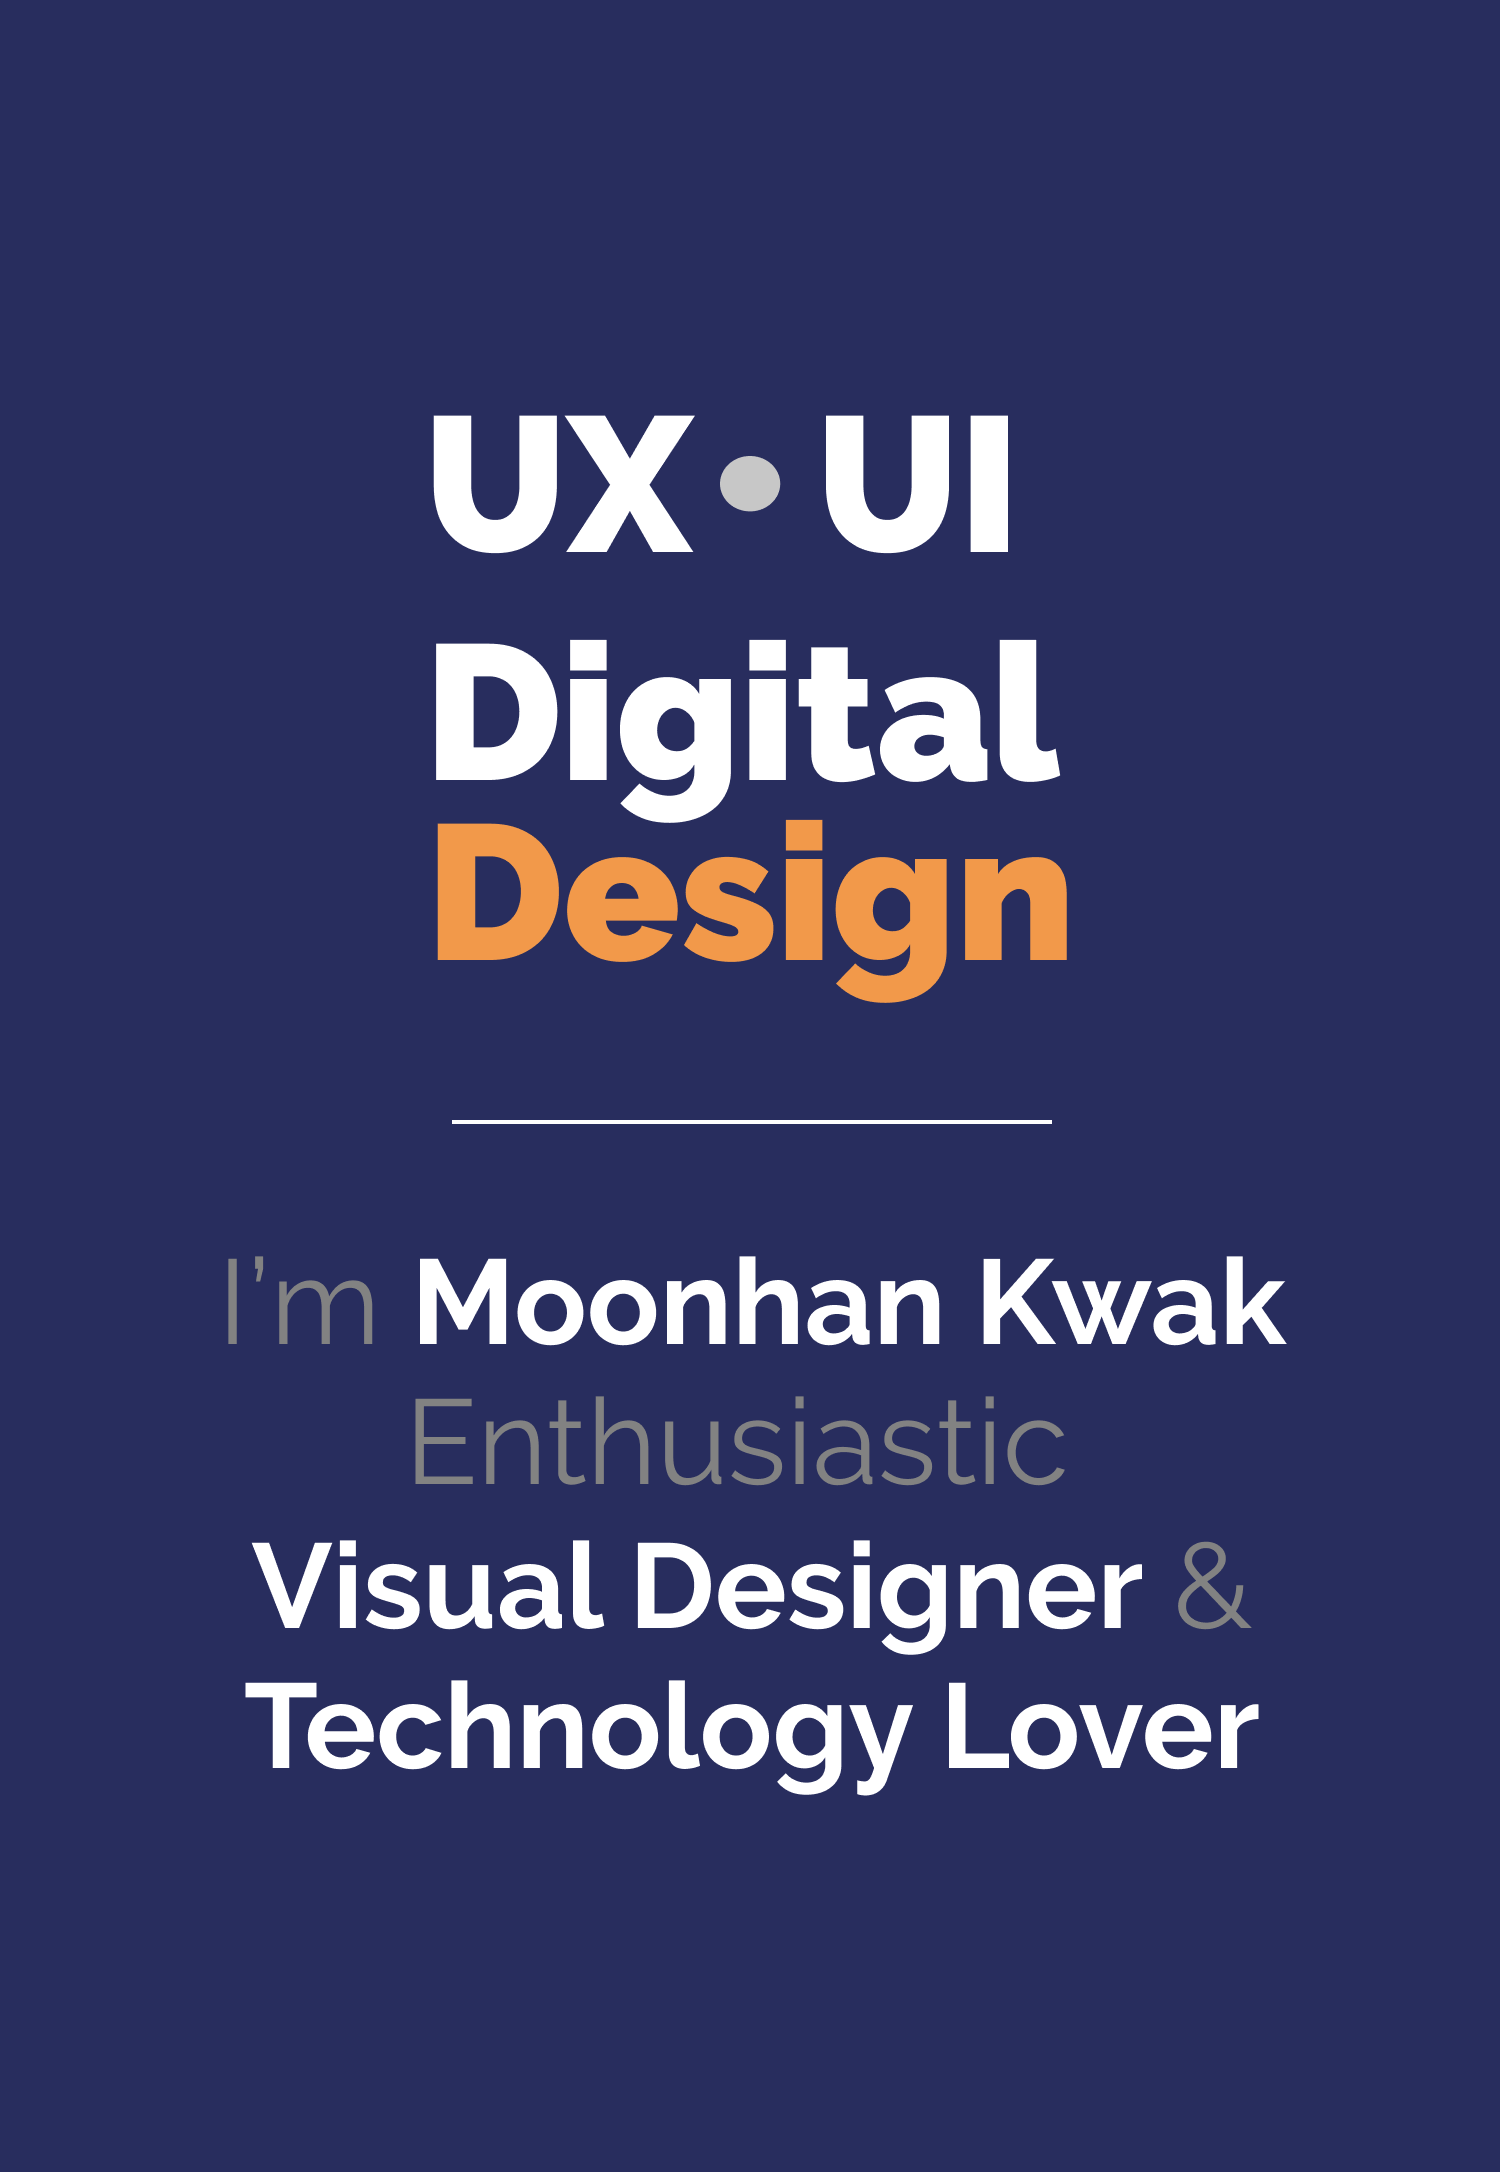 UX • UI
Digital
Design
I’m Moonhan Kwak
Enthusiastic
Visual Designer &
Technology Lover